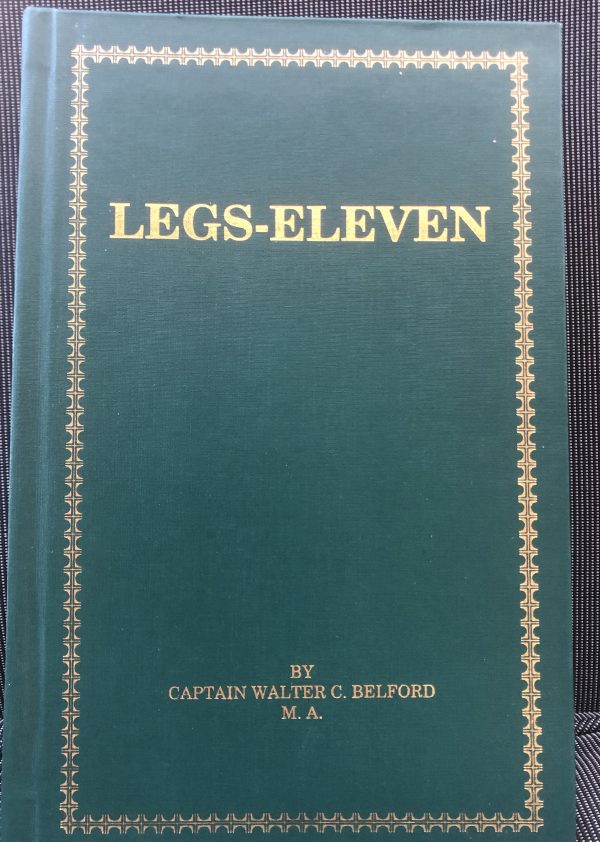 LEGS-ELEVEN
BY
CAPTAIN WALTER C. BELFORD
M. A.